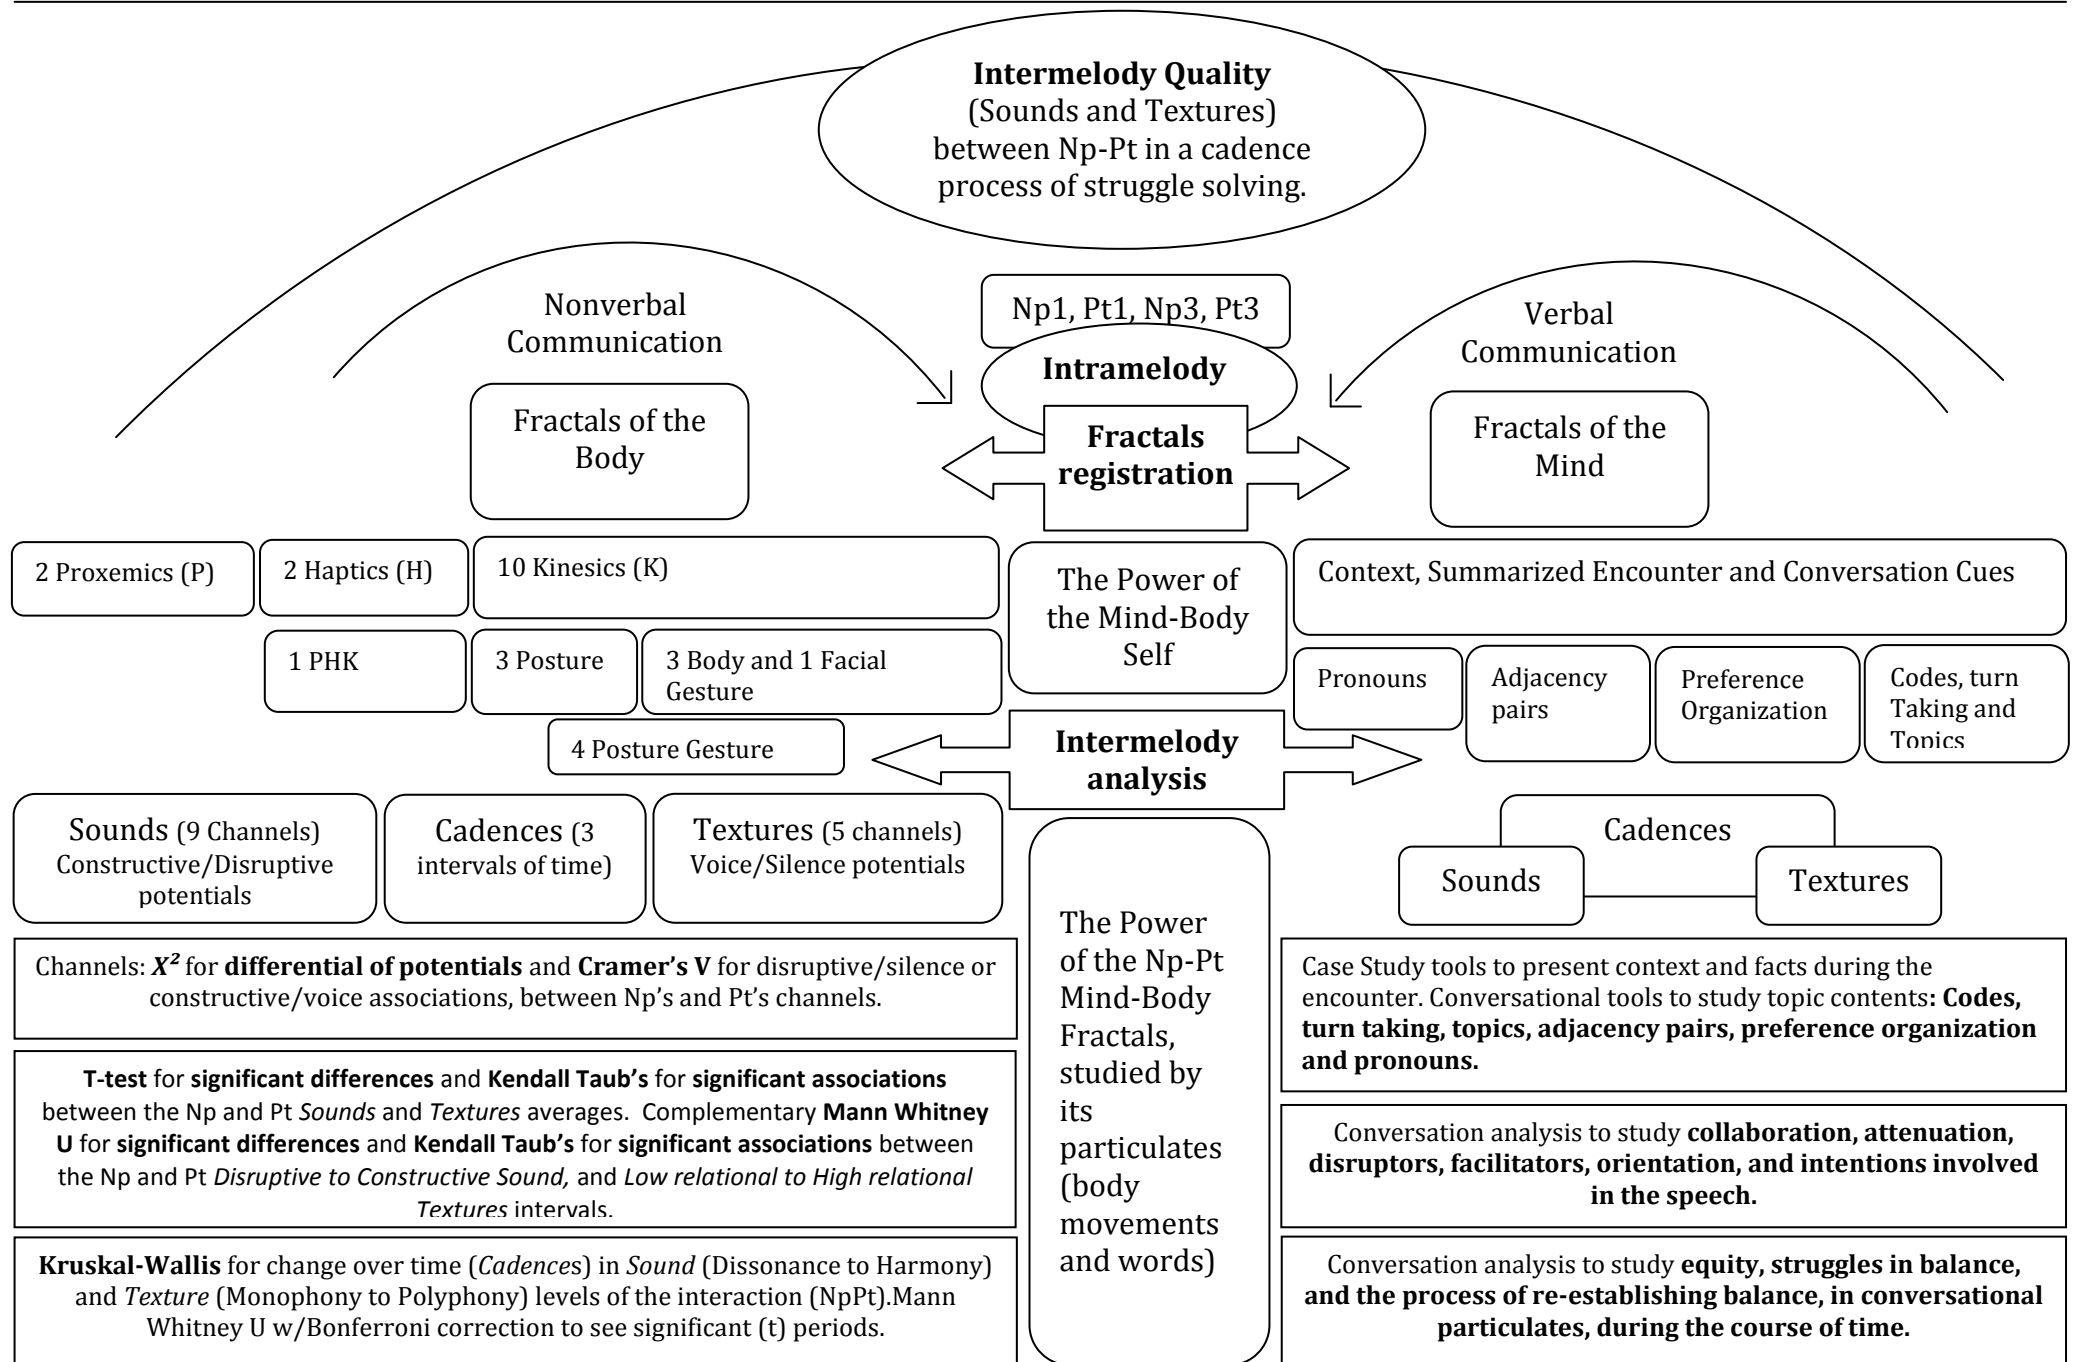 Intermelody Quality
(Sounds and Textures)
between Np-Pt in a cadence
process of struggle solving.
Nonverbal
Communication
Np1, Pt1, Np3, Pt3
Verbal
Communication
Intramelody
Fractals of the
Body
Fractals
registration
Fractals of the
Mind
2 Proxemics (P)
2 Haptics (H)
10 Kinesics (K)
The Power of
the Mind-Body
Self
Context, Summarized Encounter and Conversation Cues
1 PHK
3 Posture
3 Body and 1 Facial
Gesture
Pronouns
Adjacency
pairs
Preference
Organization
Codes, turn
Taking and
Topics
4 Posture Gesture
Intermelody
analysis
Sounds (9 Channels)
Constructive/Disruptive
potentials
Cadences (3
intervals of time)
Textures (5 channels)
Voice/Silence potentials
Cadences
Sounds
Textures
The Power
of the Np-Pt
Mind-Body
Fractals,
studied by
its
particulates
(body
movements
and words)
Channels: X² for differential of potentials and Cramer's V for disruptive/silence or
constructive/voice associations, between Np's and Pt's channels.
Case Study tools to present context and facts during the
encounter. Conversational tools to study topic contents: Codes,
turn taking, topics, adjacency pairs, preference organization
and pronouns.
T-test for significant differences and Kendall Taub's for significant associations
between the Np and Pt Sounds and Textures averages. Complementary Mann Whitney
U for significant differences and Kendall Taub's for significant associations between
the Np and Pt Disruptive to Constructive Sound, and Low relational to High relational
Textures intervals.
Conversation analysis to study collaboration, attenuation,
disruptors, facilitators, orientation, and intentions involved
in the speech.
Kruskal-Wallis for change over time (Cadences) in Sound (Dissonance to Harmony)
and Texture (Monophony to Polyphony) levels of the interaction (NpPt).Mann
Whitney U w/Bonferroni correction to see significant (t) periods.
Conversation analysis to study equity, struggles in balance,
and the process of re-establishing balance, in conversational
particulates, during the course of time.